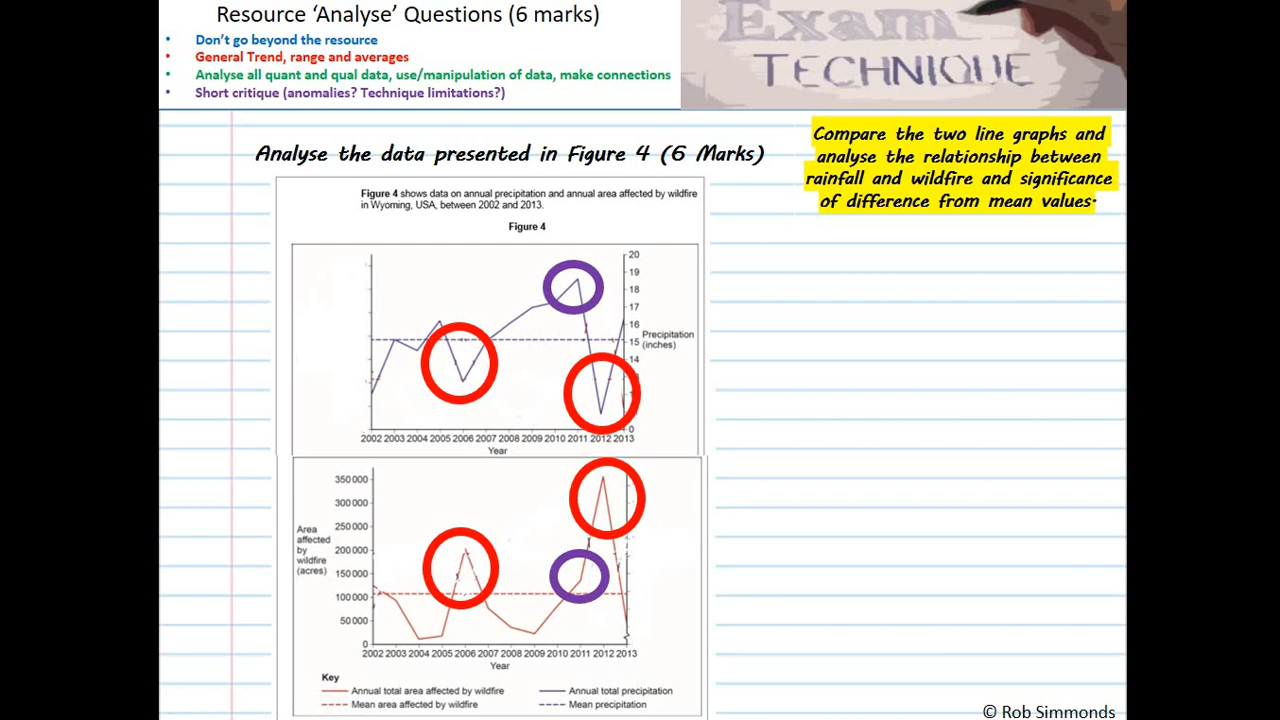 Resource ‘Analyse’ Questions (6 marks)
• Don’t go beyond the resource
• General Trend, range and averages
• Analyse all quant and qual data, use/manipulation of data, make connections
• Short critique (anomalies? Technique limitations?)
Exam
TECHNIQUE
Analyse the data presented in Figure 4 (6 Marks)
Compare the two line graphs and
analyse the relationship between
rainfall and wildfire and significance
of difference from mean values.
Figure 4 shows data on annual precipitation and annual area affected by wildfire
in Wyoming, USA, between 2002 and 2013.
Figure 4
20
19
18
17
16
15
14
0
Precipitation
(inches)
2002 2003 2004 2005 2006 2007 2008 2009 2010 2011 2012 2013
Year
350 000
300 000
250 000
200 000
150 000
100 000
50 000
0
Area
affected
by
wildfire
(acres)
2002 2003 2004 2005 2006 2007 2008 2009 2010 2011 2012 2013
Year
Key
Annual total area affected by wildfire
Annual total precipitation
Mean area affected by wildfire
Mean precipitation
© Rob Simmonds